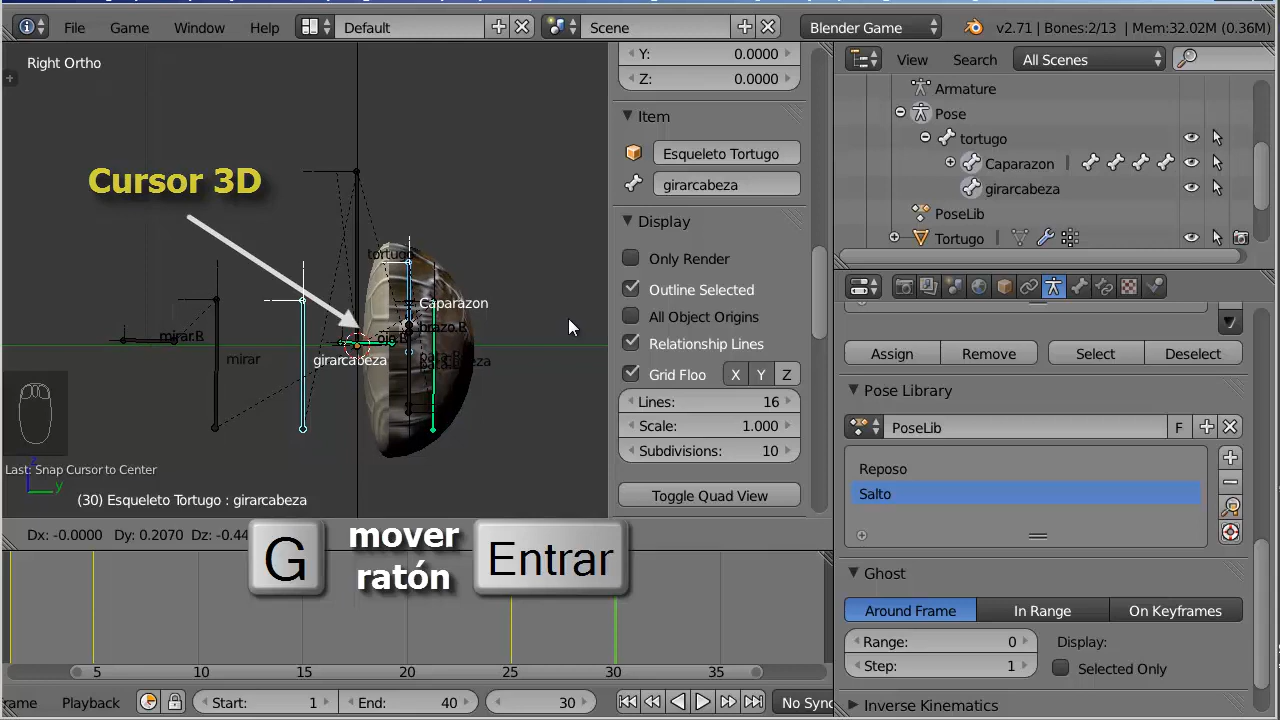 File Game Window Help Default Scene Blender Game v2.71 | Bones:2/13 | Mem:32.02M (0.36M)
Right Ortho
Cursor 3D
tortugo
Caparazon
brazo.R
girarcabeza
mirar.R
mirar
Last: Snap Cursor to Center
z
y
(30) Esqueleto Tortugo : girarcabeza
Dx: -0.0000 Dy: 0.2070 Dz: -0.44
G mover ratón Entrar
Y: 0.0000
Z: 0.0000
Item
Esqueleto Tortugo
girarcabeza
Display
Only Render
Outline Selected
All Object Origins
Relationship Lines
Grid Floo X Y Z
Lines: 16
Scale: 1.000
Subdivisions: 10
Toggle Quad View
View Search All Scenes
Armature
Pose
tortugo
Caparazon
girarcabeza
PoseLib
Tortugo
Assign Remove Select Deselect
Pose Library
PoseLib F
Reposo
Salto
Ghost
Around Frame In Range On Keyframes
Range: 0 Display:
Step: 1 Selected Only
Inverse Kinematics
5 10 15 20 25 30 35
rame Playback Start: 1 End: 40 30 No Sync